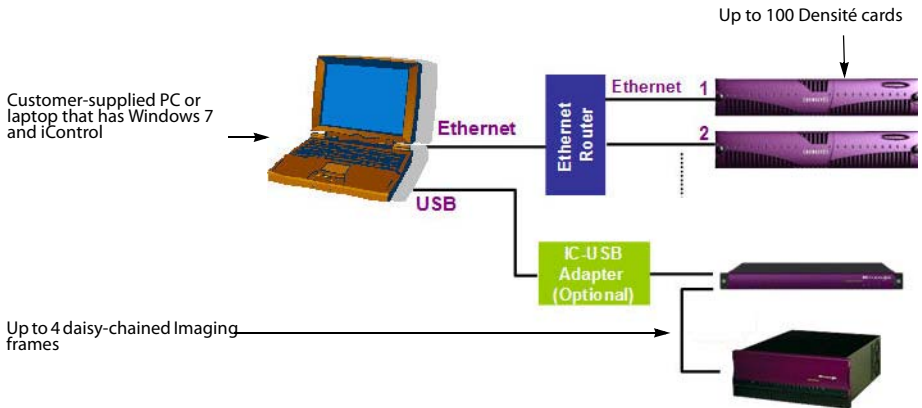 Up to 100 Densité cards
Customer-supplied PC or
laptop that has Windows 7
and iControl
Ethernet
Ethernet
Router
Ethernet 1
2
USB
IC-USB
Adapter
(Optional)
Up to 4 daisy-chained Imaging
frames